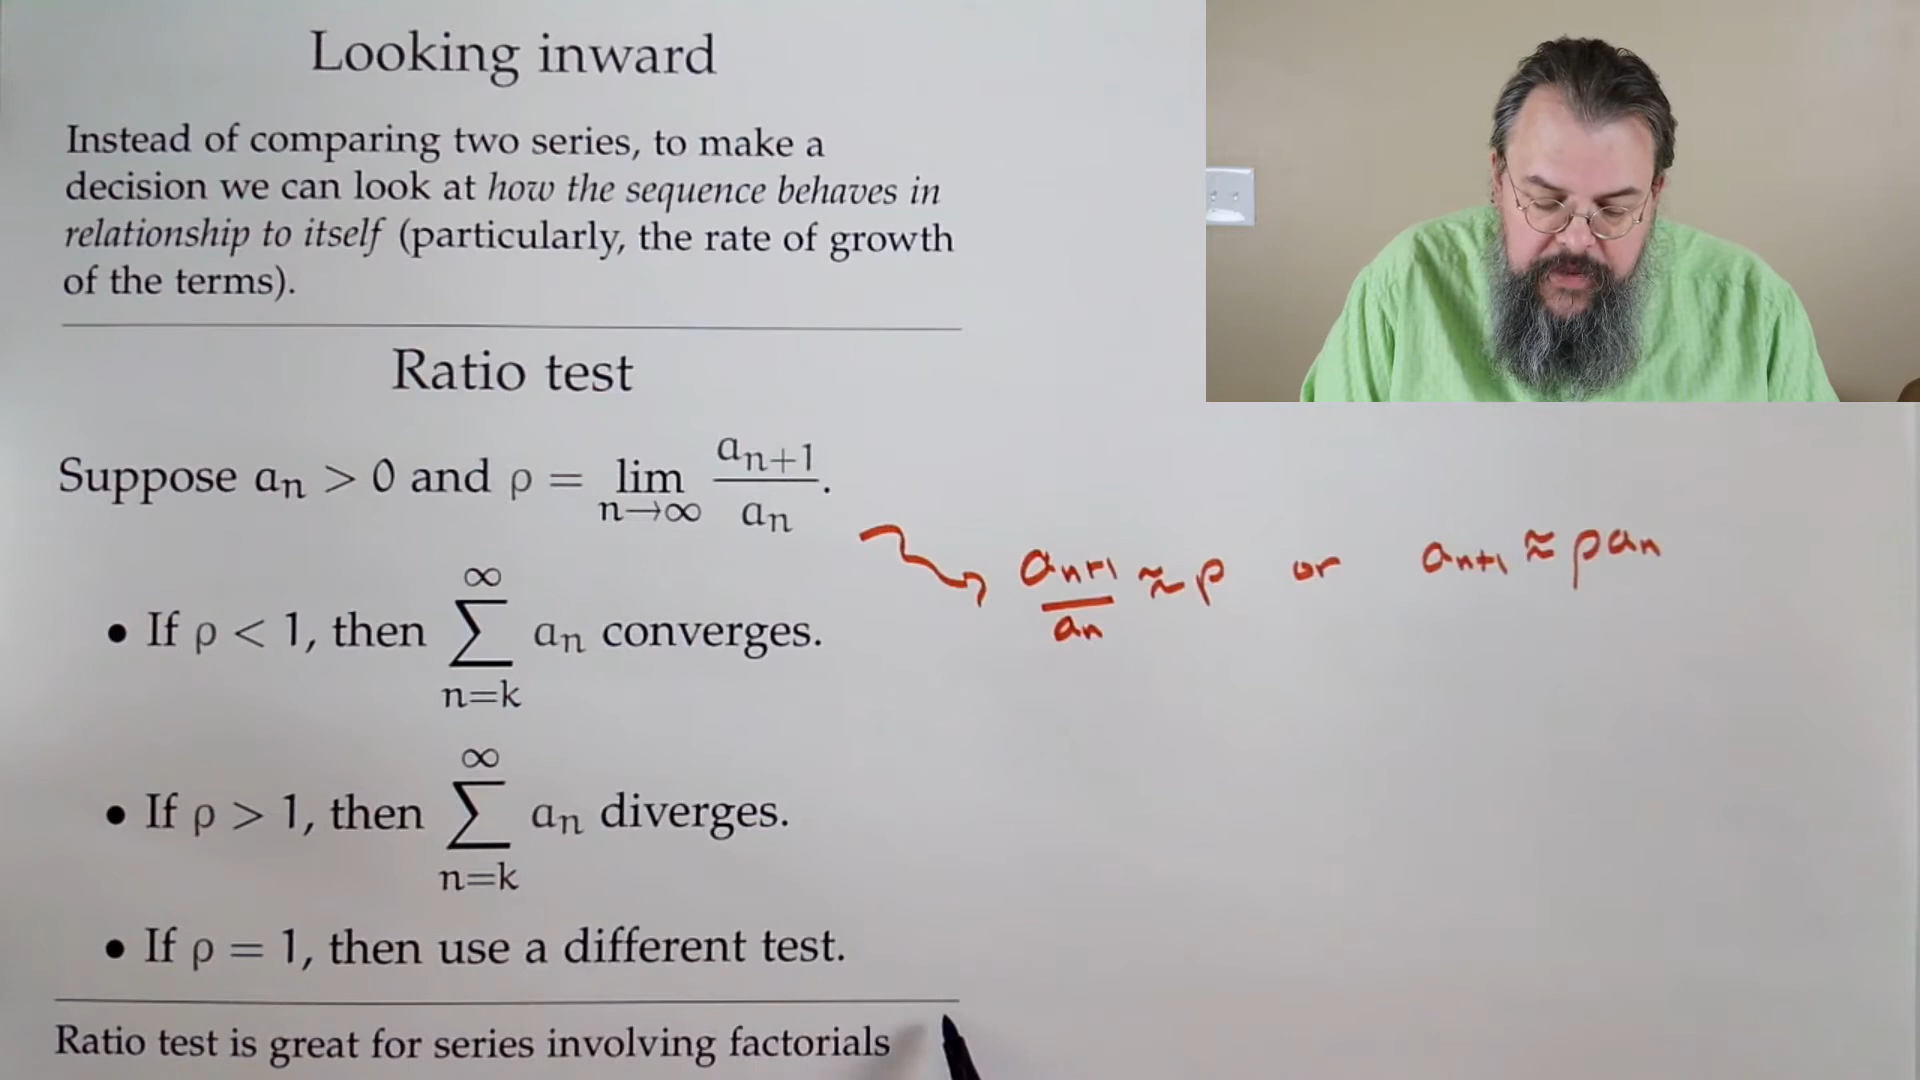 Looking inward
Instead of comparing two series, to make a
decision we can look at how the sequence behaves in
relationship to itself (particularly, the rate of growth
of the terms).
Ratio test
Suppose aₙ > 0 and ρ = lim n→∞ aₙ₊₁/aₙ.
aₙ₊₁/aₙ ≈ ρ or aₙ₊₁ ≈ ρaₙ
• If ρ < 1, then ∑ n=k ∞ aₙ converges.
• If ρ > 1, then ∑ n=k ∞ aₙ diverges.
• If ρ = 1, then use a different test.
Ratio test is great for series involving factorials